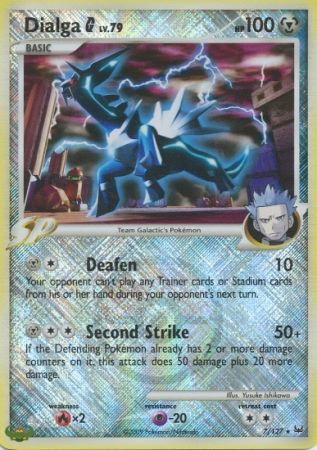 Dialga G LV.79 HP100
BASIC
SP
Team Galactic's Pokémon
Deafen 10
Your opponent can't play any Trainer cards or Stadium cards
from his or her hand during your opponent's next turn.
Second Strike 50+
If the Defending Pokémon already has 2 or more damage
counters on it, this attack does 50 damage plus 20 more
damage.
Illus. Yusuke Ishikawa
weakness resistance retreat cost
×2 -20
©2009 Pokémon/Nintendo 7/127